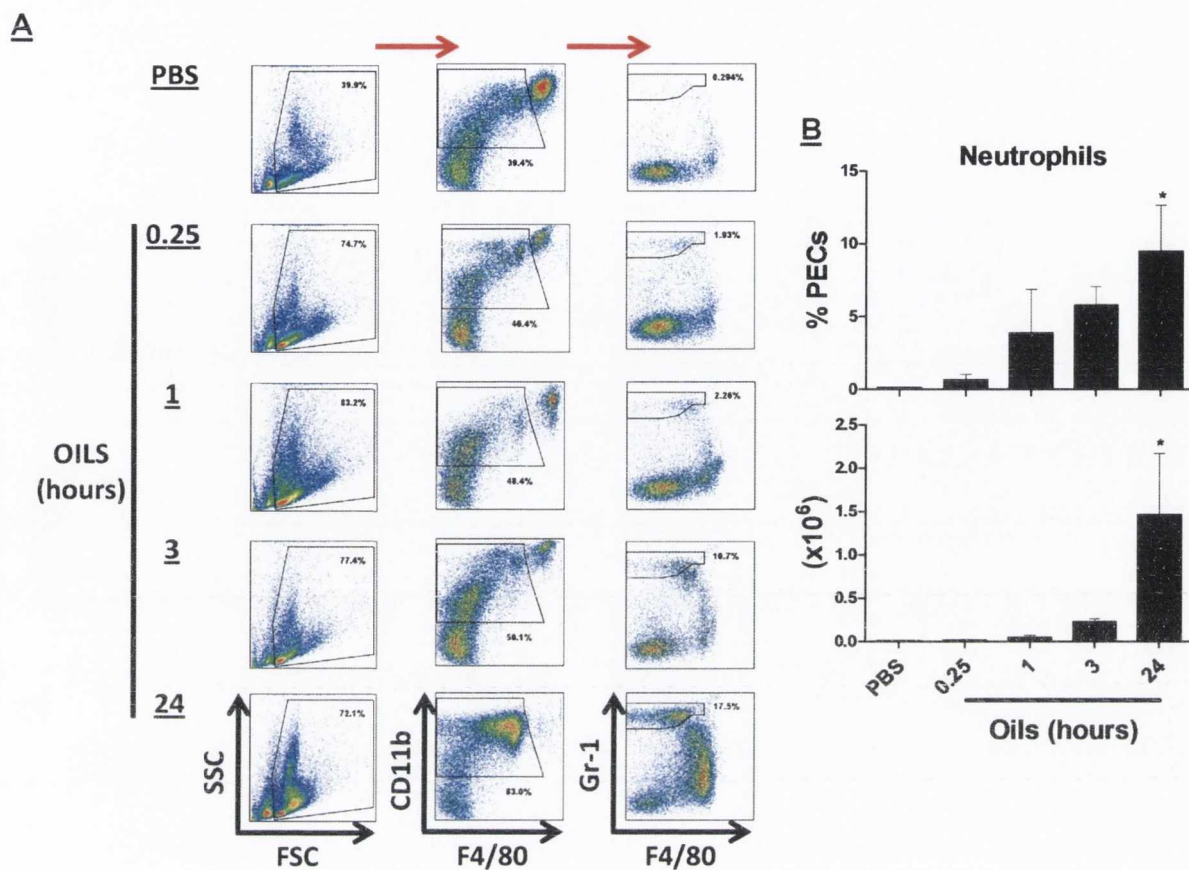 A
PBS
39.9%
39.4%
0.294%
0.25
74.7%
46.4%
1.93%
1
83.2%
48.4%
2.26%
3
77.4%
50.1%
10.7%
24
72.1%
83.0%
17.5%
OILS
(hours)
SSC
FSC
CD11b
F4/80
Gr-1
F4/80
B
Neutrophils
% PECs
15
10
5
0
*
(x10⁶)
2.5
2.0
1.5
1.0
0.5
0.0
*
PBS
0.25
1
3
24
Oils (hours)